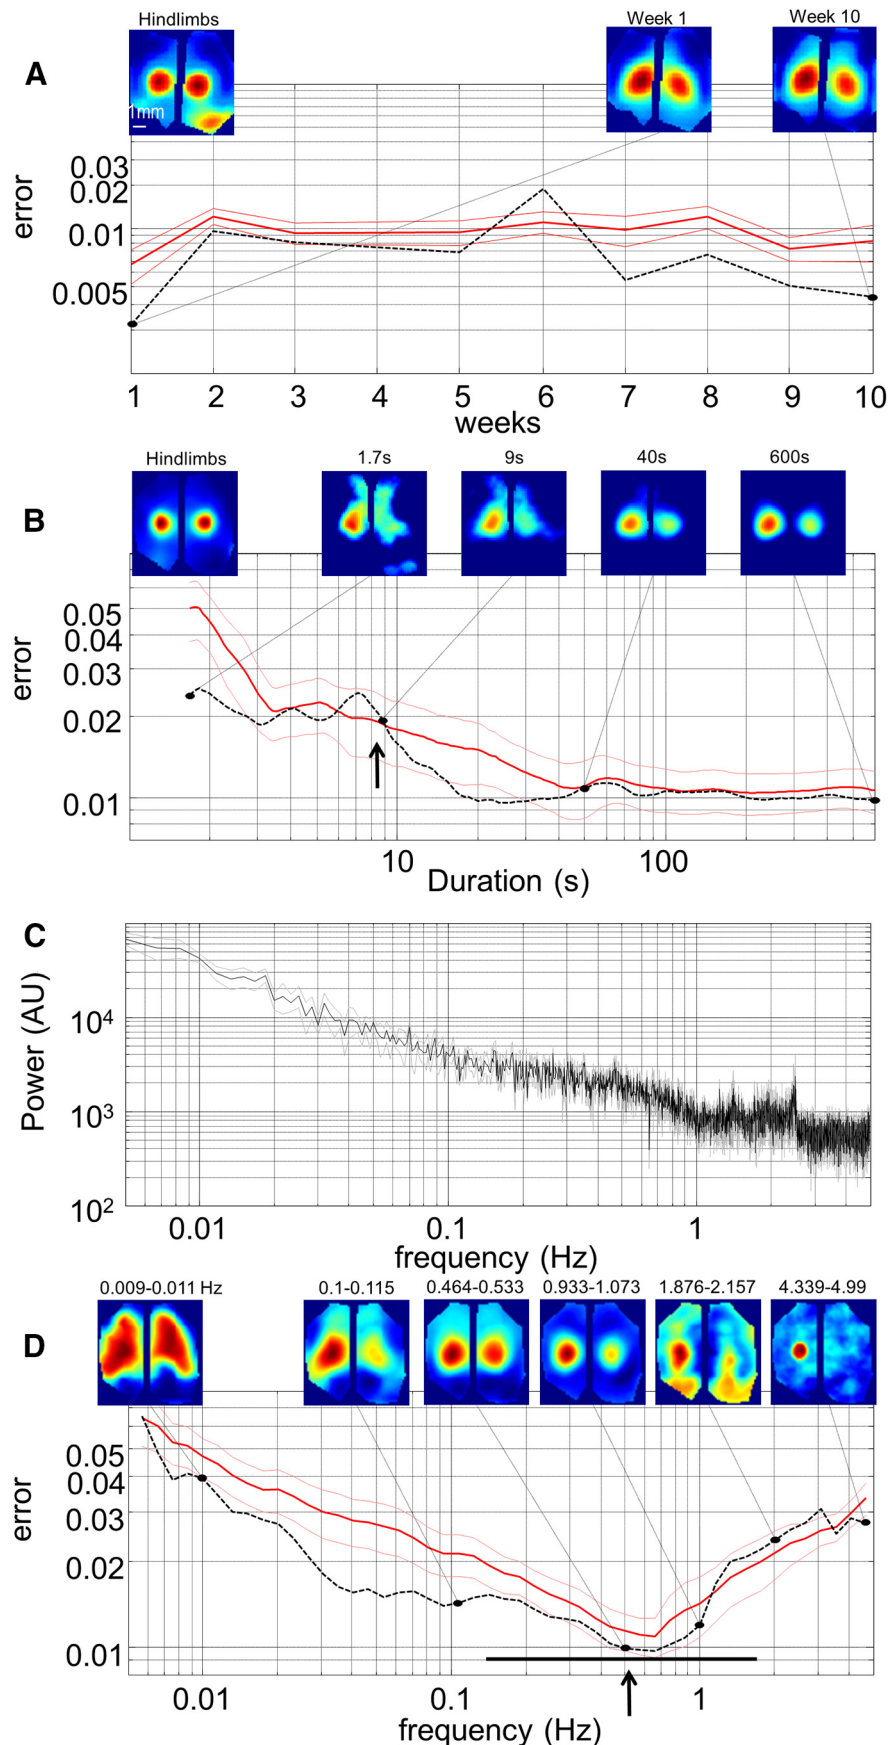 Hindlimbs Week 1 Week 10
A
1mm
0.03
0.02
0.01
0.005
error
1 2 3 4 5 6 7 8 9 10
weeks
Hindlimbs 1.7s 9s 40s 600s
B
0.05
0.04
0.03
0.02
0.01
error
10 100
Duration (s)
C
10^4
10^3
10^2
Power (AU)
0.01 0.1 1
frequency (Hz)
0.009-0.011 Hz 0.1-0.115 0.464-0.533 0.933-1.073 1.876-2.157 4.339-4.99
D
0.05
0.04
0.03
0.02
0.01
error
0.01 0.1 1
frequency (Hz)